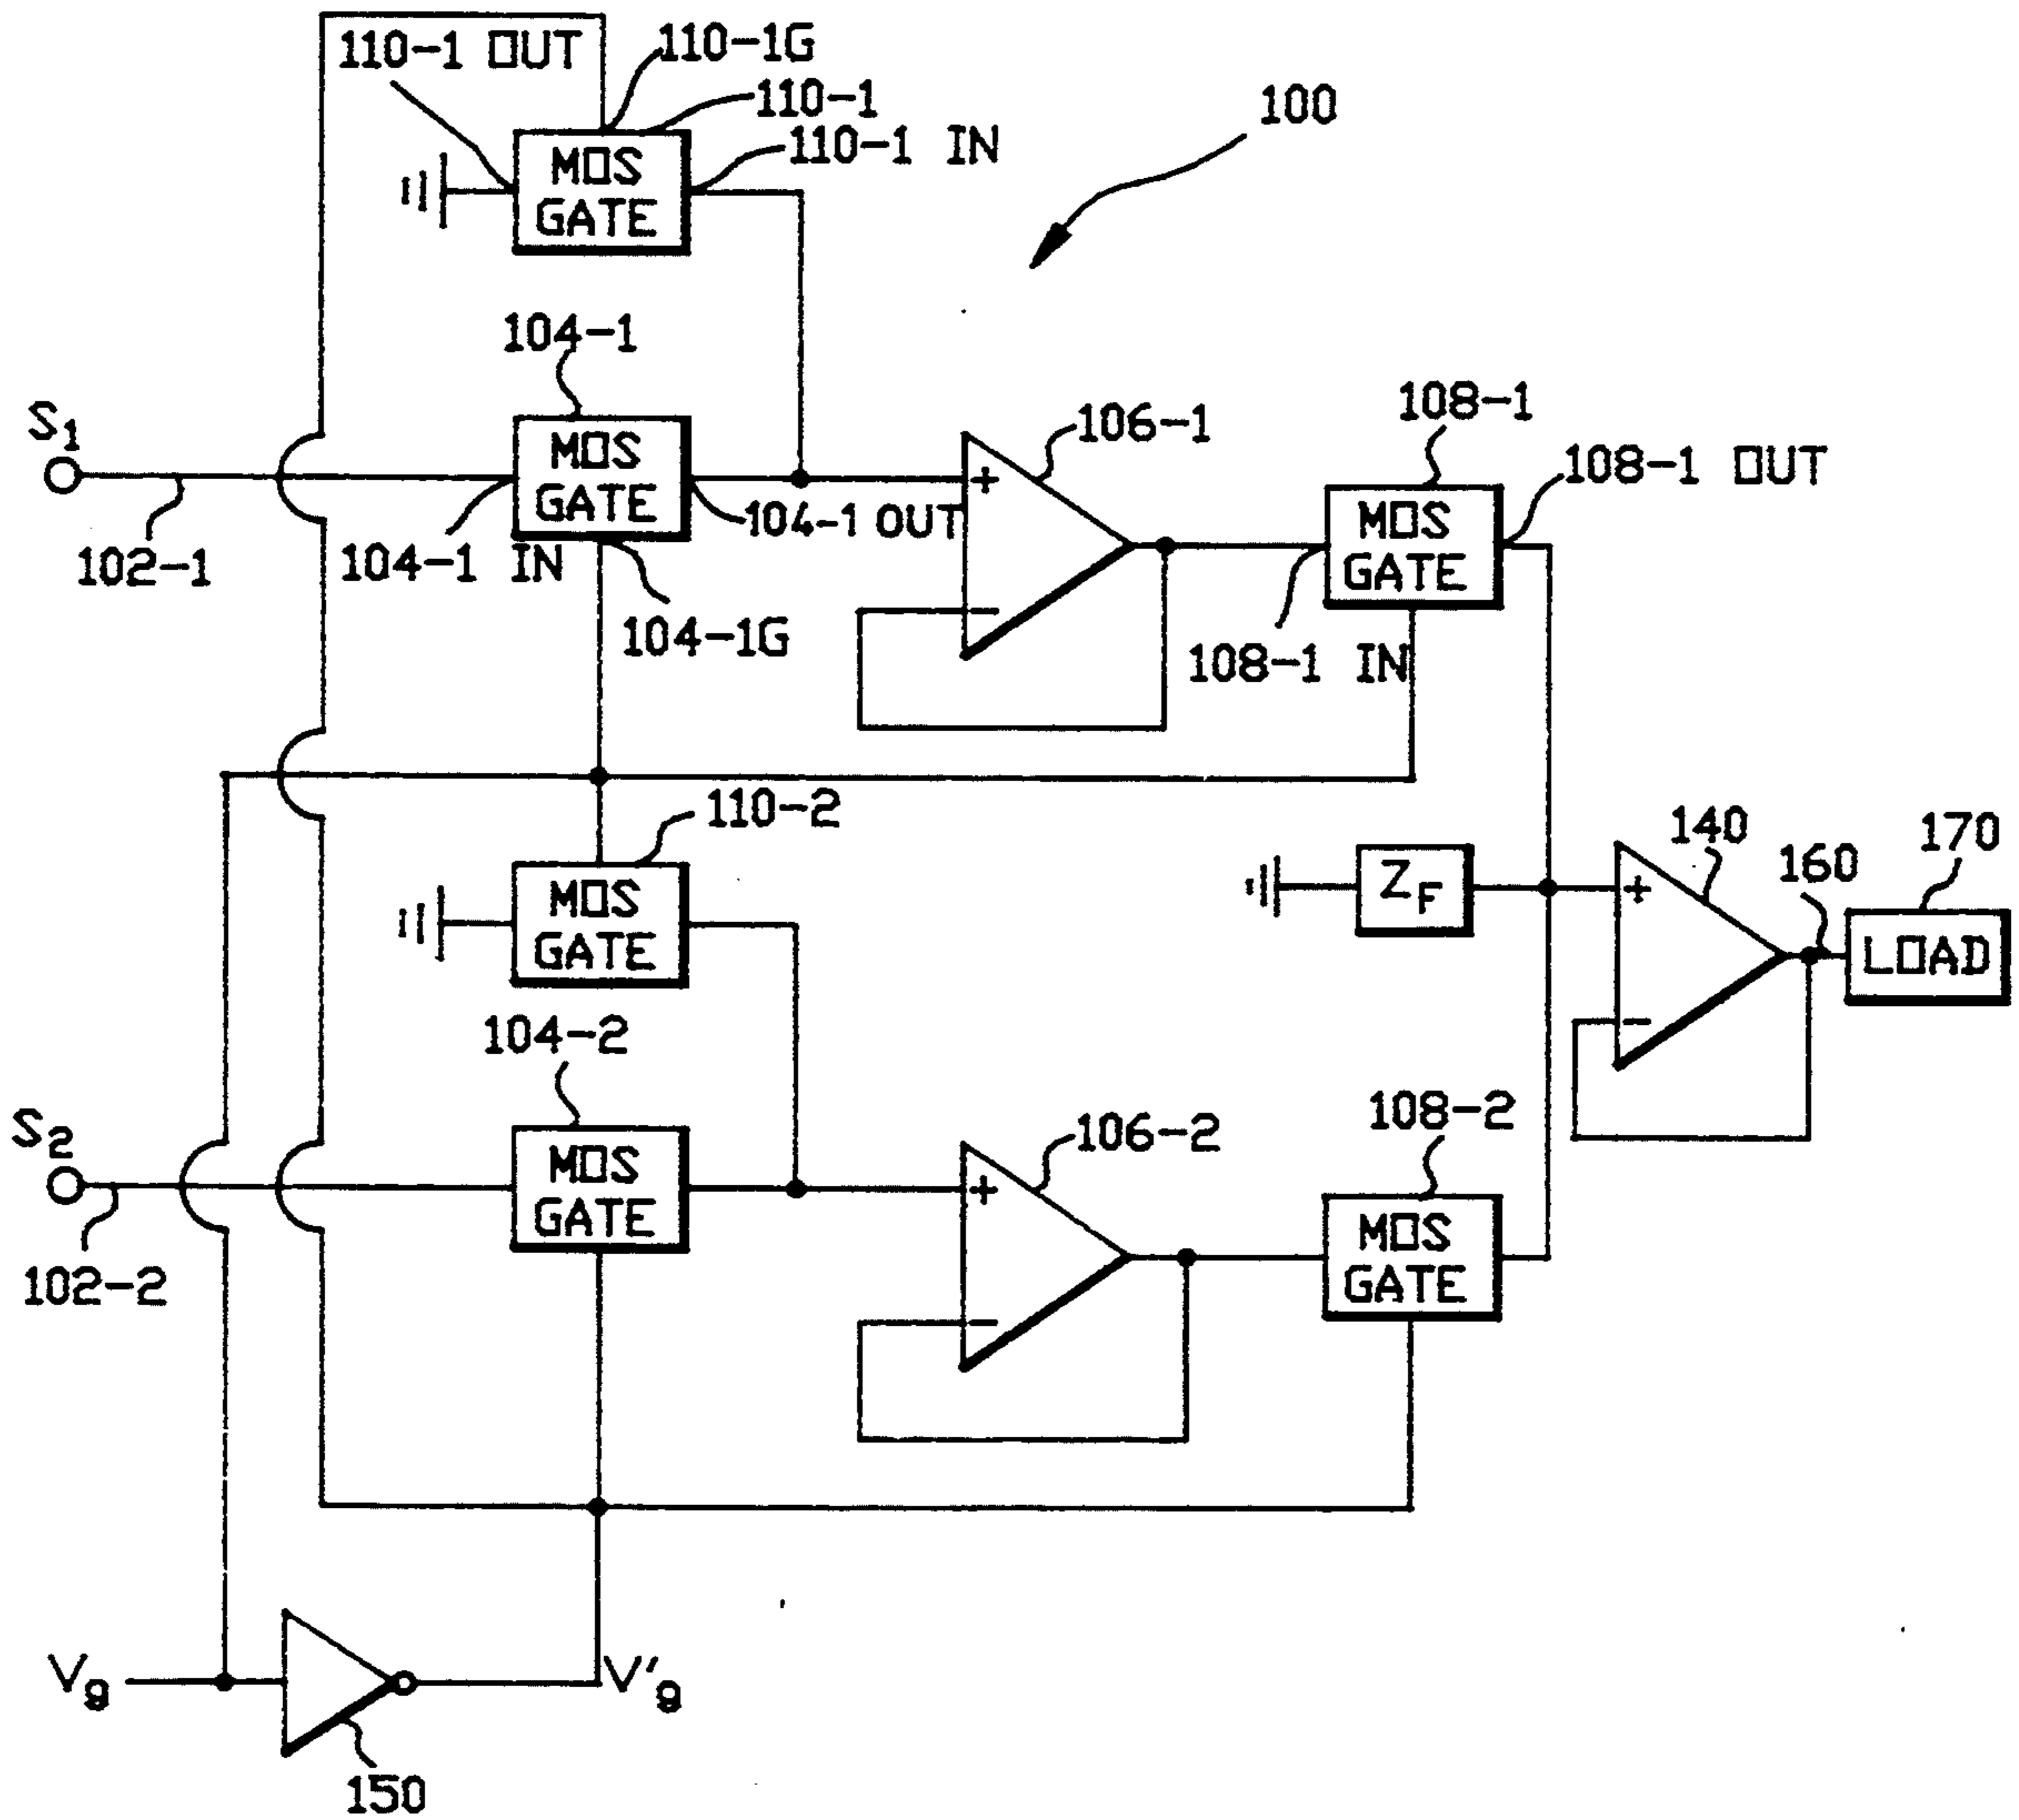 110-1 OUT
110-1G
110-1
110-1 IN
100
MOS
GATE
104-1
S1
MOS
GATE
102-1
104-1 IN
104-1 OUT
104-1G
106-1
+
−
108-1
108-1 OUT
MOS
GATE
108-1 IN
110-2
MOS
GATE
ZF
140
+
−
160
170
LOAD
104-2
S2
MOS
GATE
102-2
106-2
+
−
108-2
MOS
GATE
Vg
V'g
150